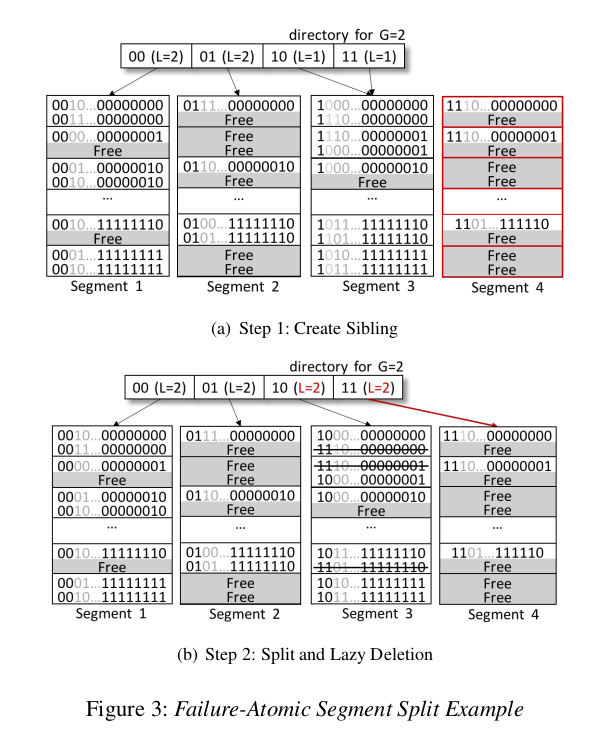 directory for G=2
00 (L=2) 01 (L=2) 10 (L=1) 11 (L=1)
0010...00000000
0011...00000000
0000...00000001
Free
0001...00000010
0010...00000010
...
0010...11111110
Free
0001...11111111
0010...11111111
Segment 1
0111...00000000
Free
Free
Free
0110...00000010
Free
...
0100...11111110
0101...11111110
Free
Free
Segment 2
1000...00000000
1110...00000000
1110...00000001
1000...00000001
1000...00000010
Free
...
1011...11111110
1101...11111110
1010...11111111
1011...11111111
Segment 3
1110...00000000
Free
1110...00000001
Free
Free
Free
...
1101...111110
Free
Free
Free
Segment 4
(a) Step 1: Create Sibling
directory for G=2
00 (L=2) 01 (L=2) 10 (L=2) 11 (L=2)
0010...00000000
0011...00000000
0000...00000001
Free
0001...00000010
0010...00000010
...
0010...11111110
Free
0001...11111111
0010...11111111
Segment 1
0111...00000000
Free
Free
Free
0110...00000010
Free
...
0100...11111110
0101...11111110
Free
Free
Segment 2
1000...00000000
1110...00000000
1110...00000001
1000...00000001
1000...00000010
Free
...
1011...11111110
1101...11111110
1010...11111111
1011...11111111
Segment 3
1110...00000000
Free
1110...00000001
Free
Free
Free
...
1101...111110
Free
Free
Free
Segment 4
(b) Step 2: Split and Lazy Deletion
Figure 3: Failure-Atomic Segment Split Example